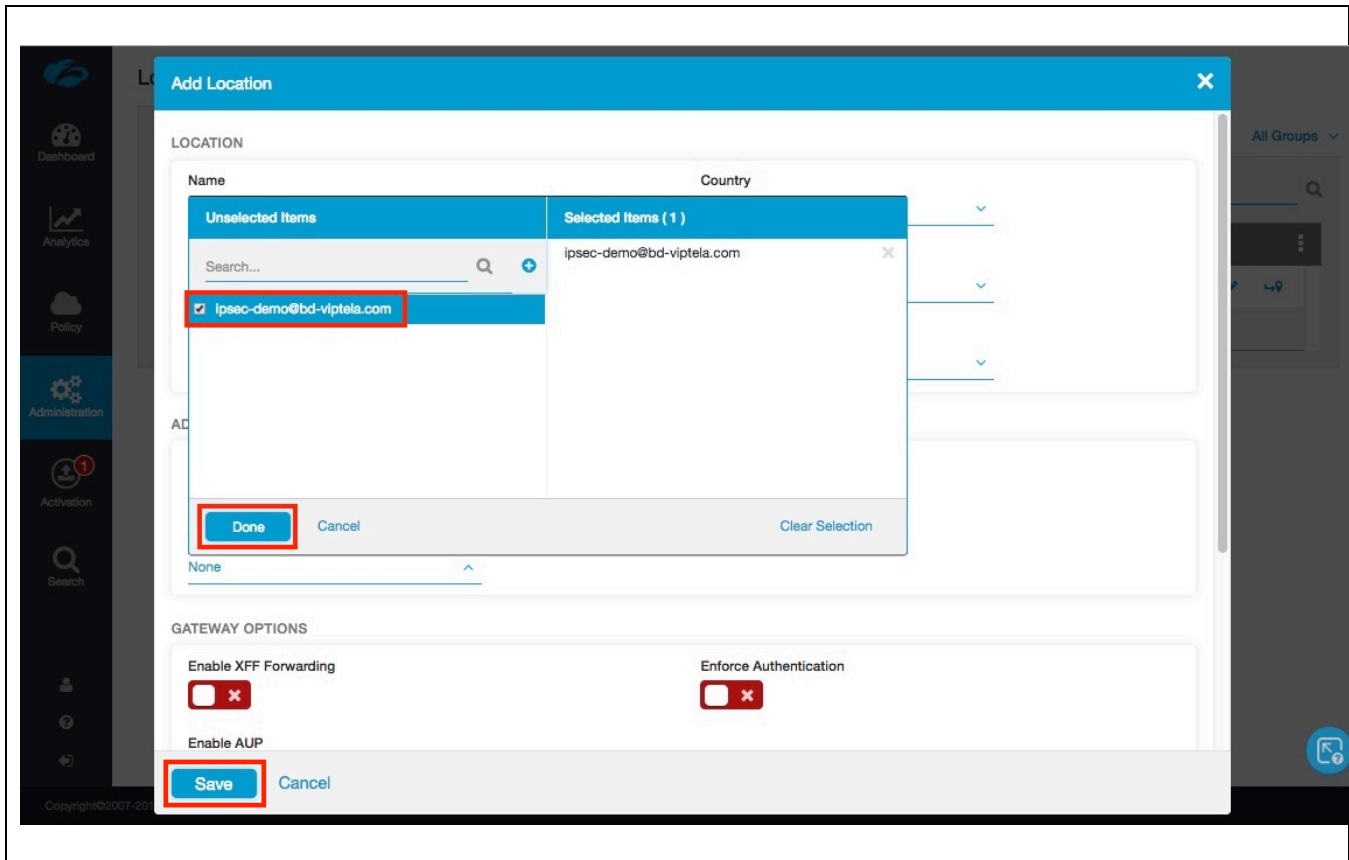 Lo
Add Location
Dashboard
Analytics
Policy
Administration
1
Activation
Search
Copyright©2007-201
All Groups
LOCATION
Name
Country
Unselected Items
Selected Items ( 1 )
Search...
ipsec-demo@bd-viptela.com
ipsec-demo@bd-viptela.com
AD
Done
Cancel
Clear Selection
None
GATEWAY OPTIONS
Enable XFF Forwarding
Enforce Authentication
Enable AUP
Save
Cancel